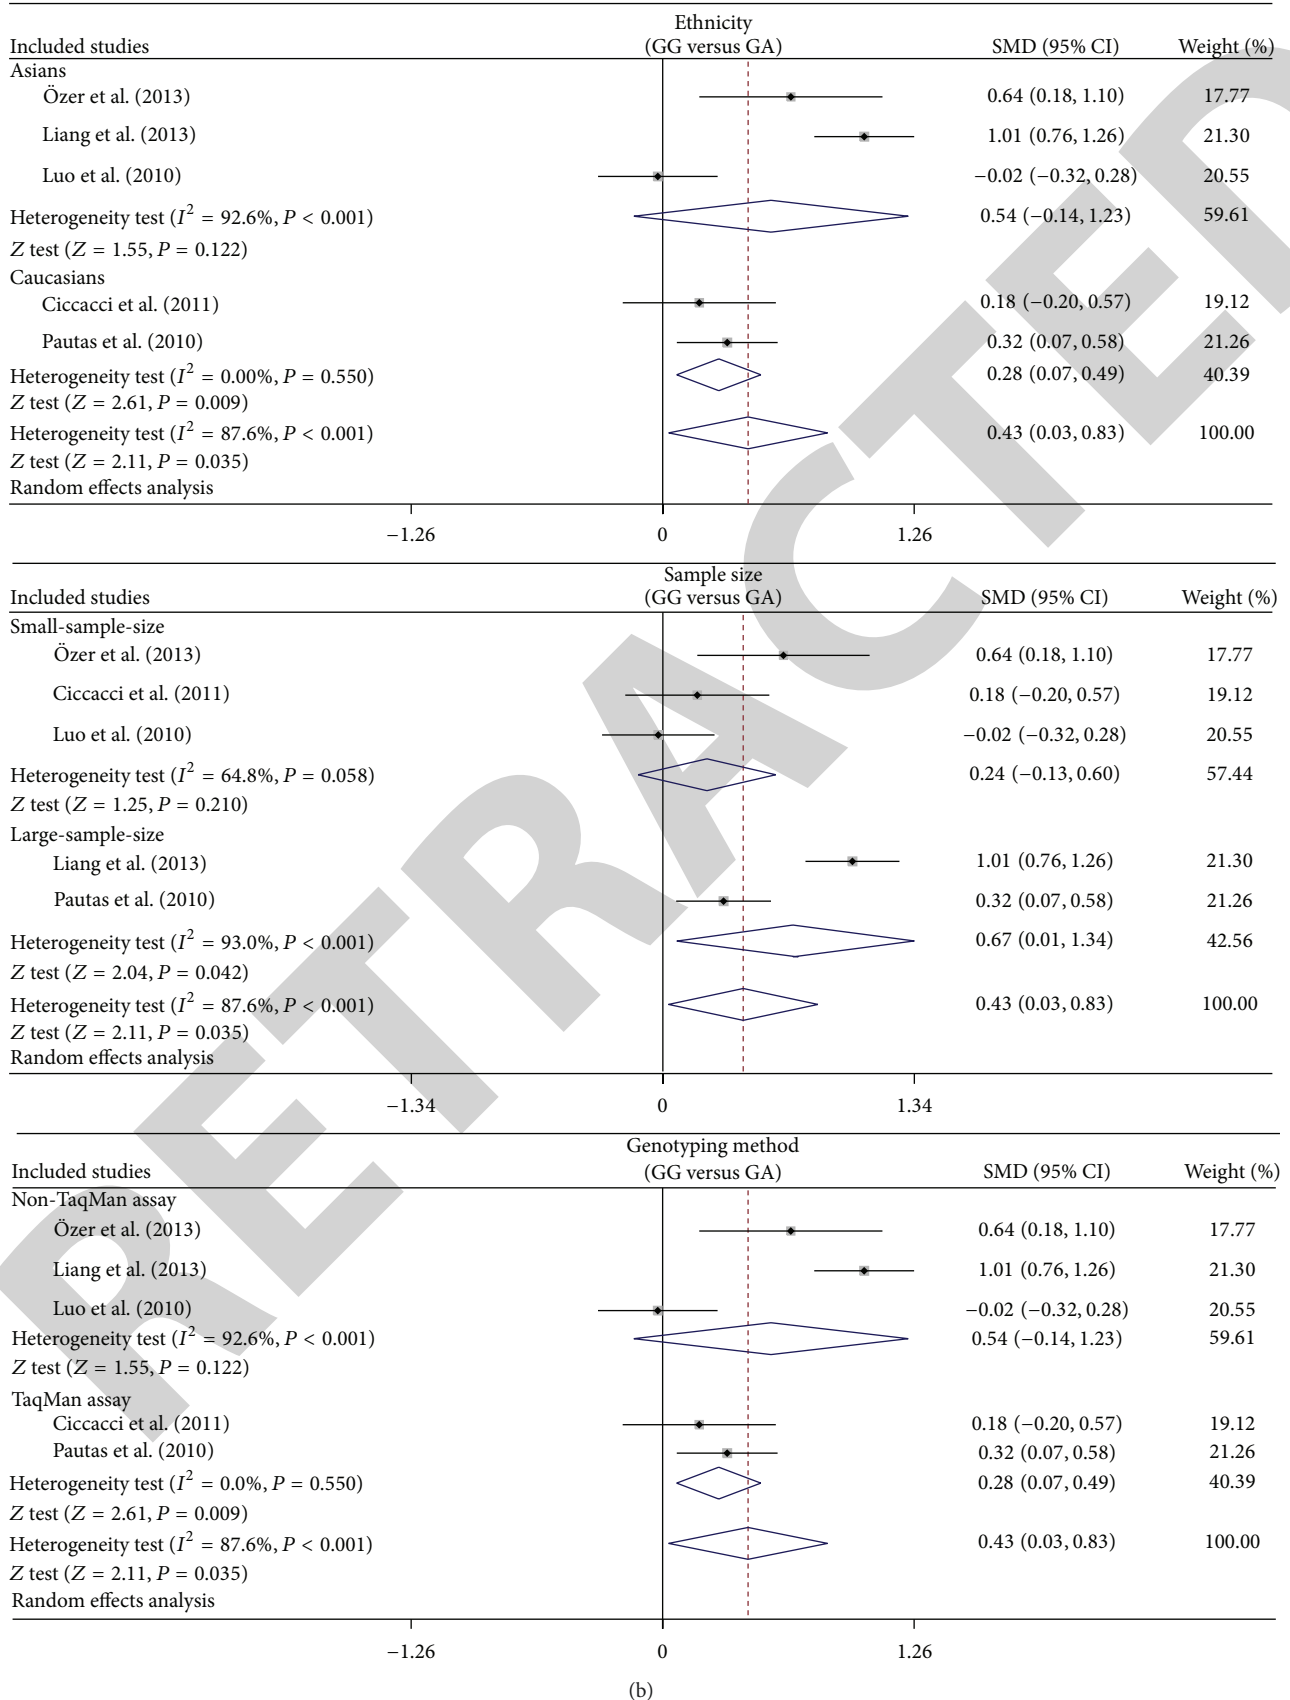 Ethnicity
Included studies (GG versus GA) SMD (95% CI) Weight (%)
Asians
Özer et al. (2013) 0.64 (0.18, 1.10) 17.77
Liang et al. (2013) 1.01 (0.76, 1.26) 21.30
Luo et al. (2010) −0.02 (−0.32, 0.28) 20.55
Heterogeneity test (I² = 92.6%, P < 0.001) 0.54 (−0.14, 1.23) 59.61
Z test (Z = 1.55, P = 0.122)
Caucasians
Ciccacci et al. (2011) 0.18 (−0.20, 0.57) 19.12
Pautas et al. (2010) 0.32 (0.07, 0.58) 21.26
Heterogeneity test (I² = 0.00%, P = 0.550) 0.28 (0.07, 0.49) 40.39
Z test (Z = 2.61, P = 0.009)
Heterogeneity test (I² = 87.6%, P < 0.001) 0.43 (0.03, 0.83) 100.00
Z test (Z = 2.11, P = 0.035)
Random effects analysis
−1.26 0 1.26
Sample size
Included studies (GG versus GA) SMD (95% CI) Weight (%)
Small-sample-size
Özer et al. (2013) 0.64 (0.18, 1.10) 17.77
Ciccacci et al. (2011) 0.18 (−0.20, 0.57) 19.12
Luo et al. (2010) −0.02 (−0.32, 0.28) 20.55
Heterogeneity test (I² = 64.8%, P = 0.058) 0.24 (−0.13, 0.60) 57.44
Z test (Z = 1.25, P = 0.210)
Large-sample-size
Liang et al. (2013) 1.01 (0.76, 1.26) 21.30
Pautas et al. (2010) 0.32 (0.07, 0.58) 21.26
Heterogeneity test (I² = 93.0%, P < 0.001) 0.67 (0.01, 1.34) 42.56
Z test (Z = 2.04, P = 0.042)
Heterogeneity test (I² = 87.6%, P < 0.001) 0.43 (0.03, 0.83) 100.00
Z test (Z = 2.11, P = 0.035)
Random effects analysis
−1.34 0 1.34
Genotyping method
Included studies (GG versus GA) SMD (95% CI) Weight (%)
Non-TaqMan assay
Özer et al. (2013) 0.64 (0.18, 1.10) 17.77
Liang et al. (2013) 1.01 (0.76, 1.26) 21.30
Luo et al. (2010) −0.02 (−0.32, 0.28) 20.55
Heterogeneity test (I² = 92.6%, P < 0.001) 0.54 (−0.14, 1.23) 59.61
Z test (Z = 1.55, P = 0.122)
TaqMan assay
Ciccacci et al. (2011) 0.18 (−0.20, 0.57) 19.12
Pautas et al. (2010) 0.32 (0.07, 0.58) 21.26
Heterogeneity test (I² = 0.0%, P = 0.550) 0.28 (0.07, 0.49) 40.39
Z test (Z = 2.61, P = 0.009)
Heterogeneity test (I² = 87.6%, P < 0.001) 0.43 (0.03, 0.83) 100.00
Z test (Z = 2.11, P = 0.035)
Random effects analysis
−1.26 0 1.26
(b)
RETRACTED